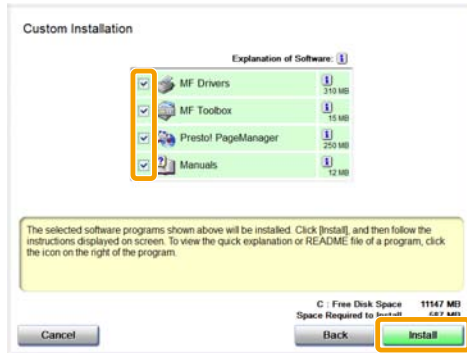 Custom Installation
Explanation of Software:
MF Drivers
310 MB
MF Toolbox
15 MB
Presto! PageManager
250 MB
Manuals
12 MB
The selected software programs shown above will be installed. Click [Install], and then follow the
instructions displayed on screen. To view the quick explanation or README file of a program, click
the icon on the right of the program.
C : Free Disk Space 11147 MB
Space Required to Install 587 MB
Cancel Back Install